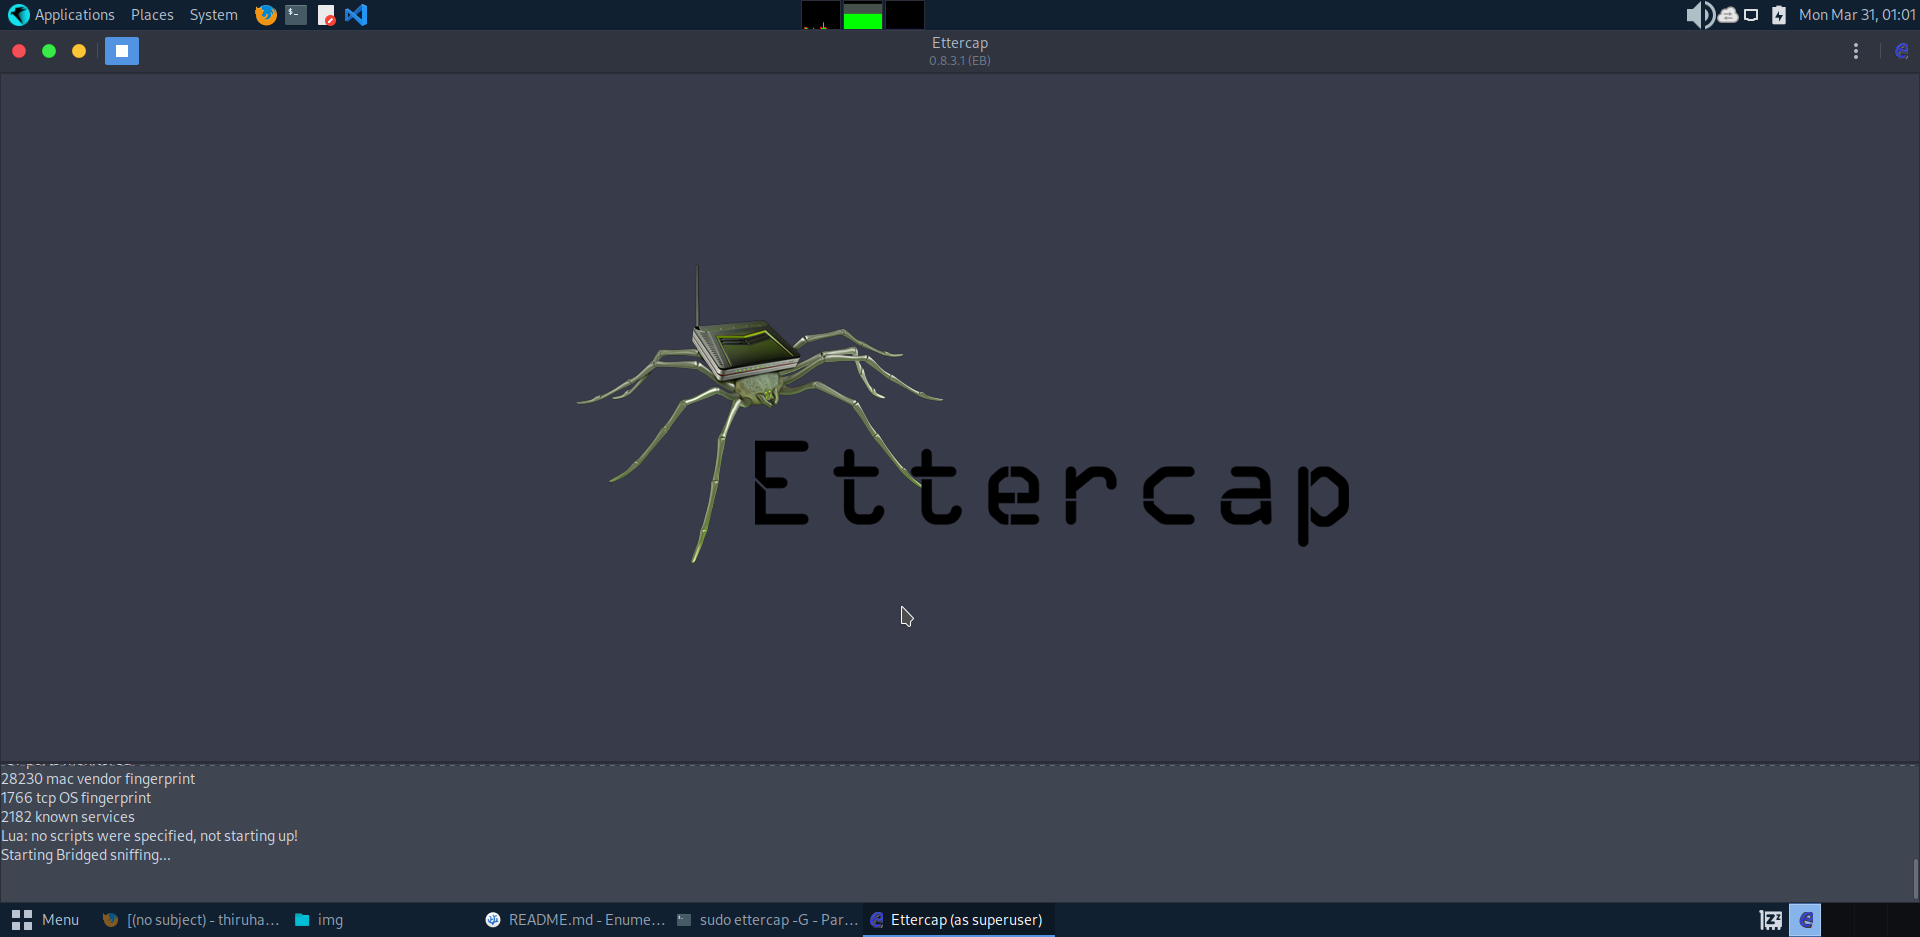 Applications Places System
Mon Mar 31, 01:01
Ettercap
0.8.3.1 (EB)
Ettercap
28230 mac vendor fingerprint
1766 tcp OS fingerprint
2182 known services
Lua: no scripts were specified, not starting up!
Starting Bridged sniffing...
Menu [(no subject) - thiruha... img README.md - Enume... sudo ettercap -G - Par... Ettercap (as superuser)